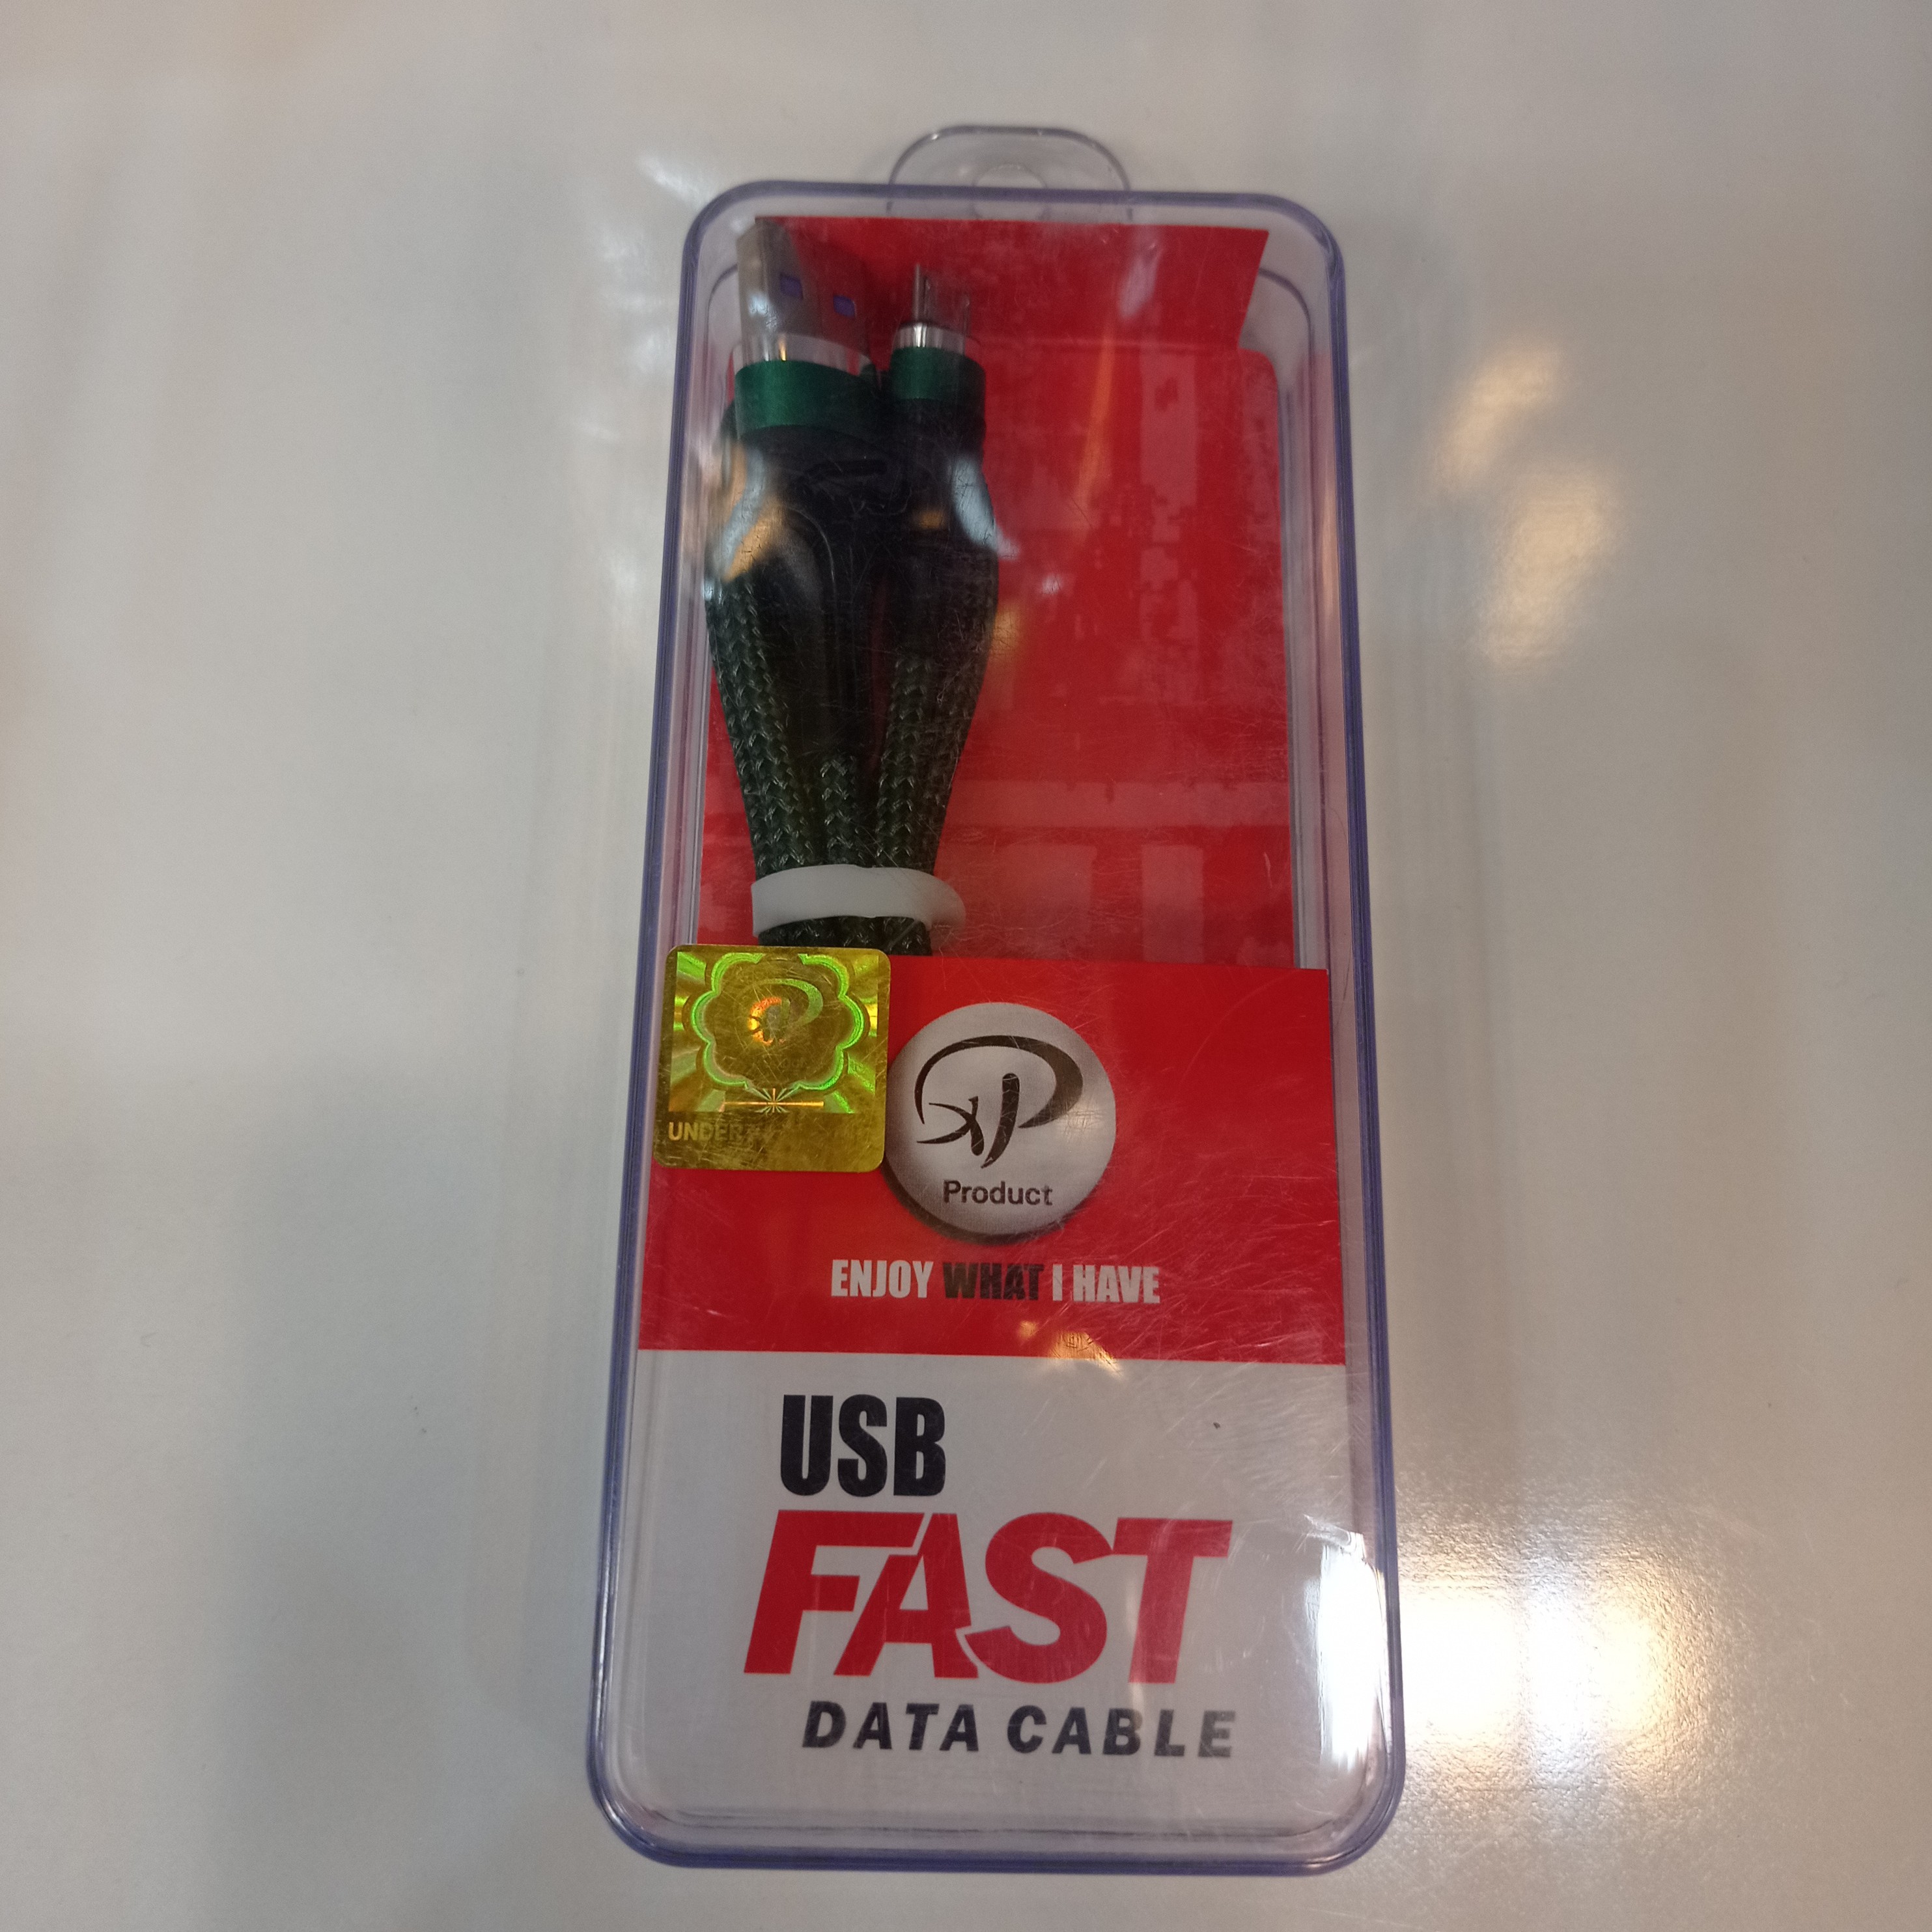 UNDER
XP
Product
ENJOY WHAT I HAVE
USB
FAST
DATA CABLE